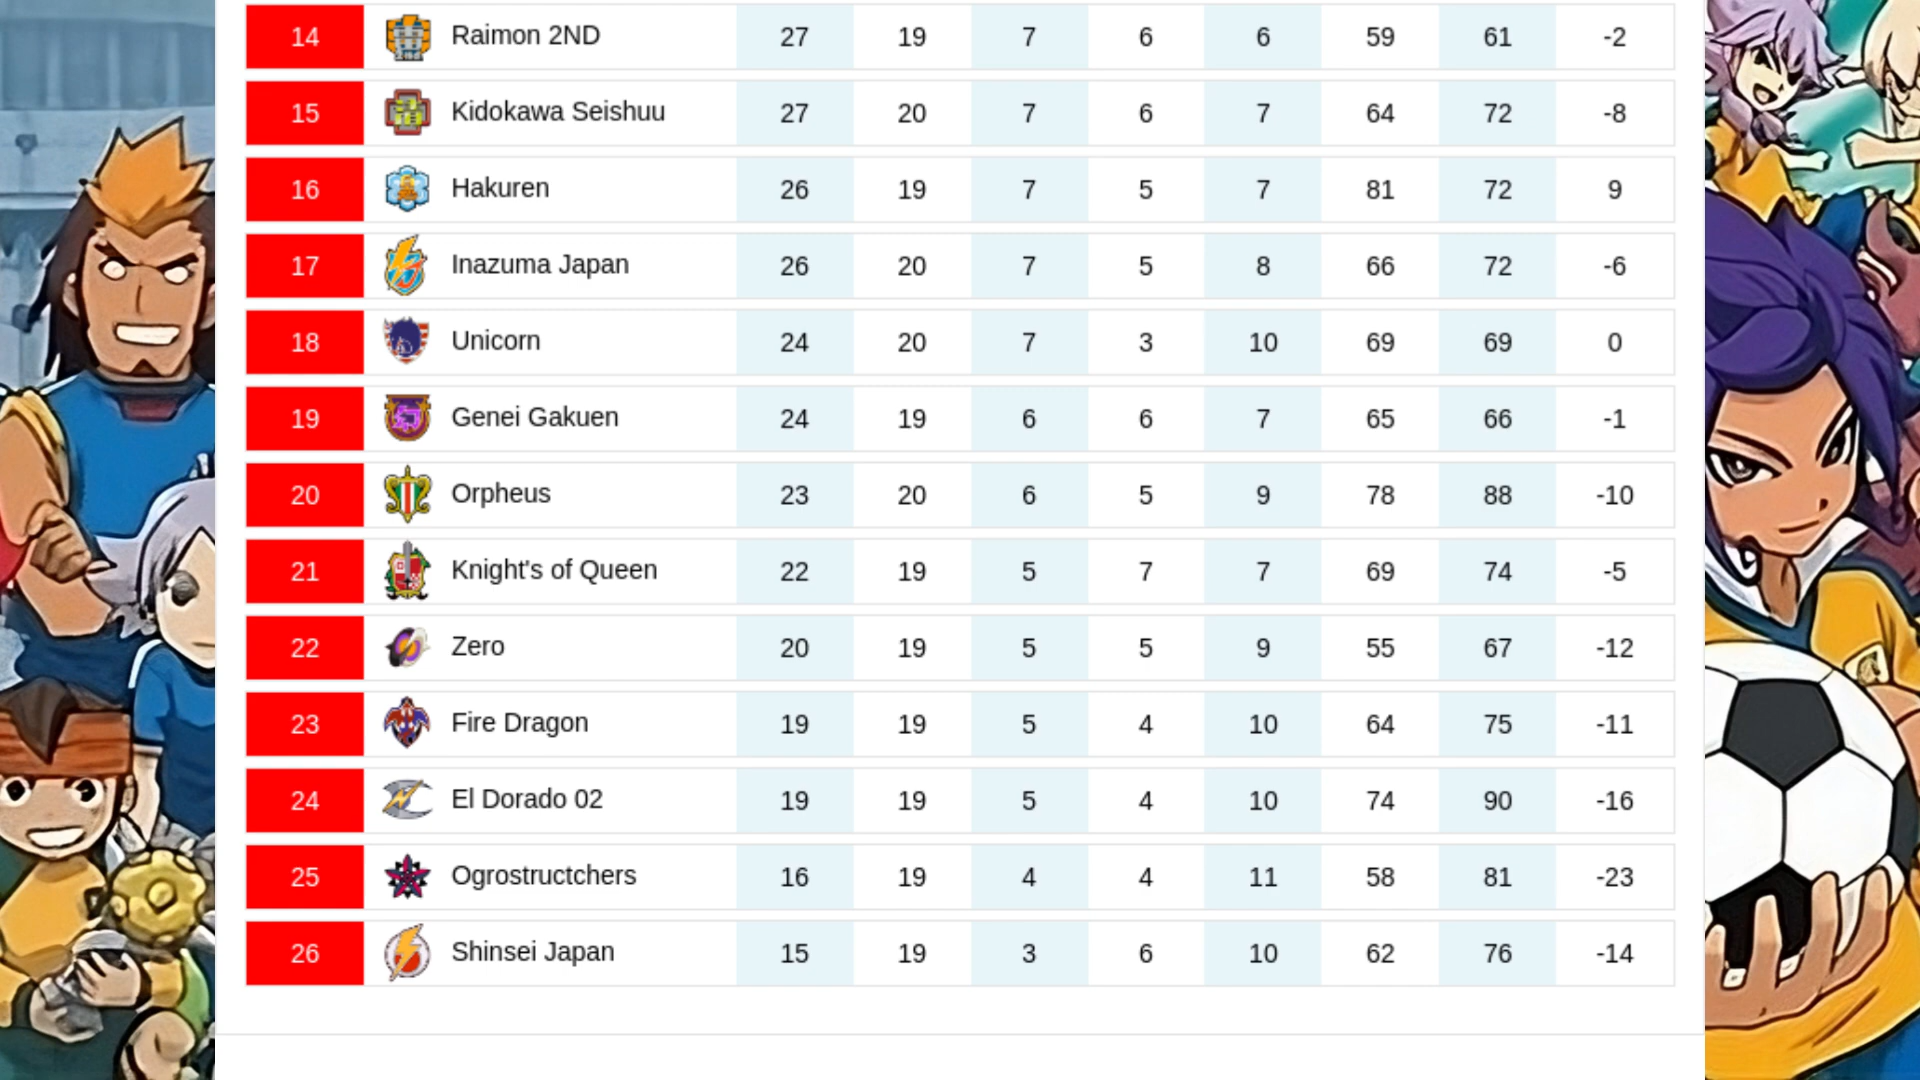 14 Raimon 2ND 27 19 7 6 6 59 61 -2
15 Kidokawa Seishuu 27 20 7 6 7 64 72 -8
16 Hakuren 26 19 7 5 7 81 72 9
17 Inazuma Japan 26 20 7 5 8 66 72 -6
18 Unicorn 24 20 7 3 10 69 69 0
19 Genei Gakuen 24 19 6 6 7 65 66 -1
20 Orpheus 23 20 6 5 9 78 88 -10
21 Knight's of Queen 22 19 5 7 7 69 74 -5
22 Zero 20 19 5 5 9 55 67 -12
23 Fire Dragon 19 19 5 4 10 64 75 -11
24 El Dorado 02 19 19 5 4 10 74 90 -16
25 Ogrostructchers 16 19 4 4 11 58 81 -23
26 Shinsei Japan 15 19 3 6 10 62 76 -14